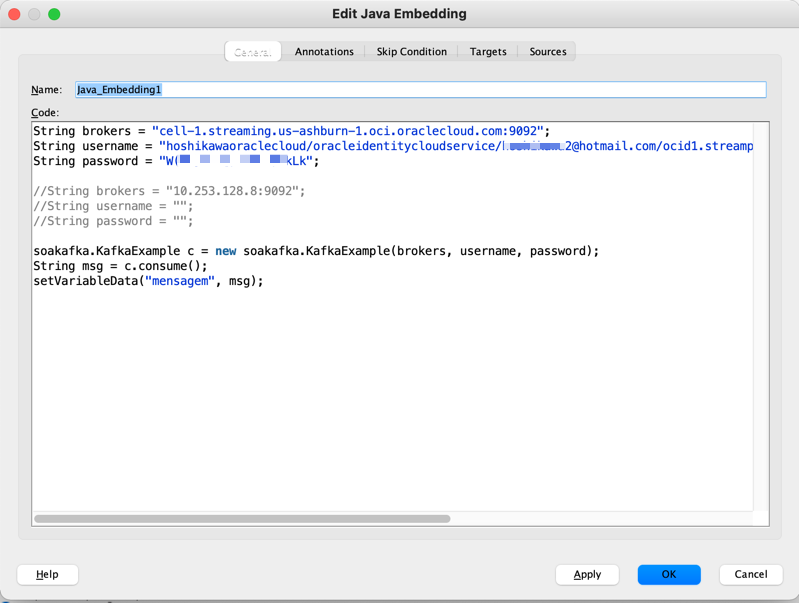 Edit Java Embedding
General Annotations Skip Condition Targets Sources
Name: Java_Embedding1
Code:
String brokers = "cell-1.streaming.us-ashburn-1.oci.oraclecloud.com:9092";
String username = "hoshikawaoraclecloud/oracleidentitycloudservice/ 2@hotmail.com/ocid1.streamp
String password = "W( kLk";
//String brokers = "10.253.128.8:9092";
//String username = "";
//String password = "";
soakafka.KafkaExample c = new soakafka.KafkaExample(brokers, username, password);
String msg = c.consume();
setVariableData("mensagem", msg);
Help Apply OK Cancel